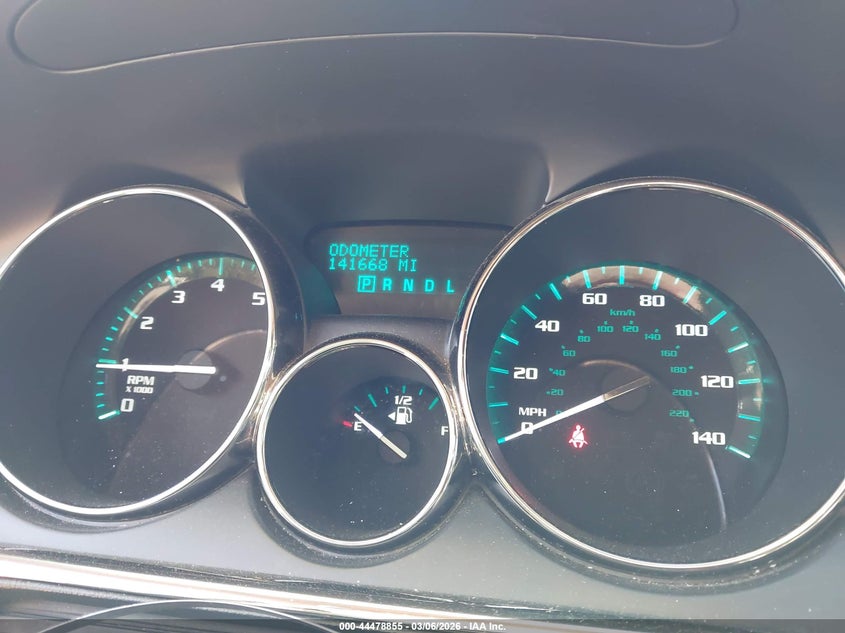 ODOMETER
141668 MI
P R N D L
0 1 2 3 4 5
RPM
X 1000
1/2
E F
0 20 40 60 80 100 120 140
MPH
km/h
0 20 40 60 80 100 120 140 160 180 200 220
000-44478855 - 03/06/2026 - IAA Inc.